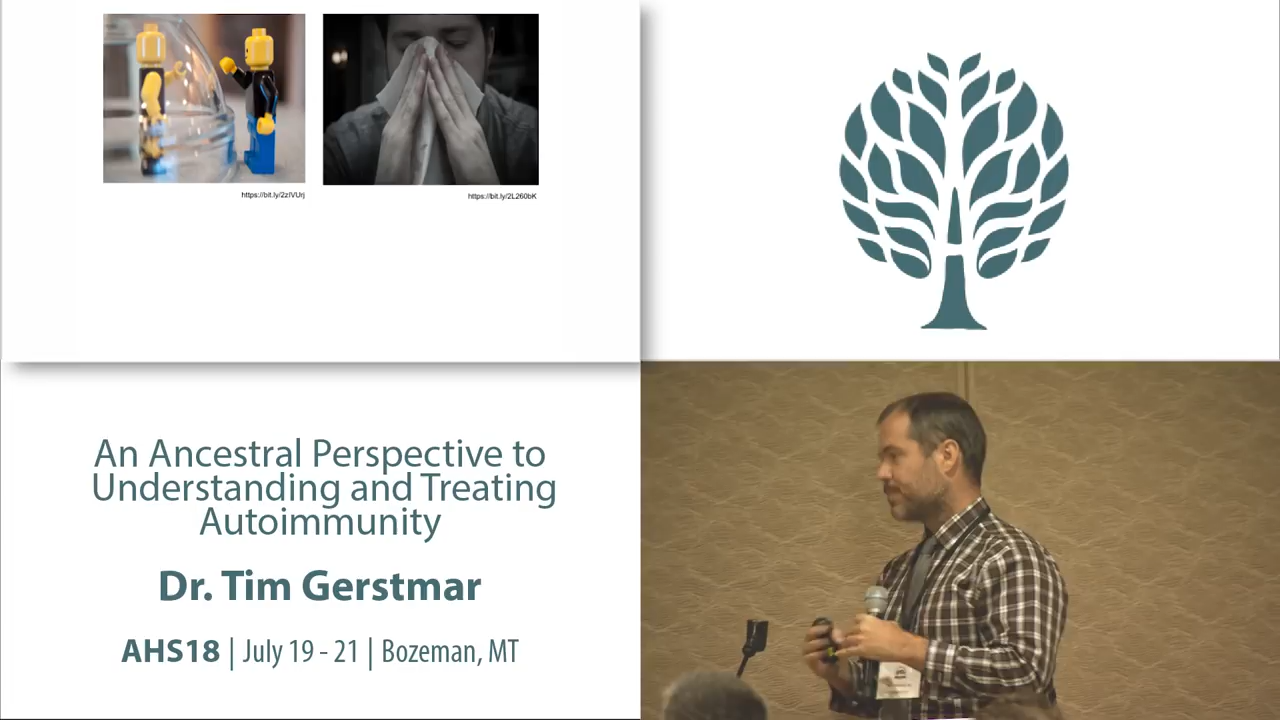 https://bit.ly/2zIVUrj
https://bit.ly/2L260bK
An Ancestral Perspective to
Understanding and Treating
Autoimmunity
Dr. Tim Gerstmar
AHS18 | July 19 - 21 | Bozeman, MT